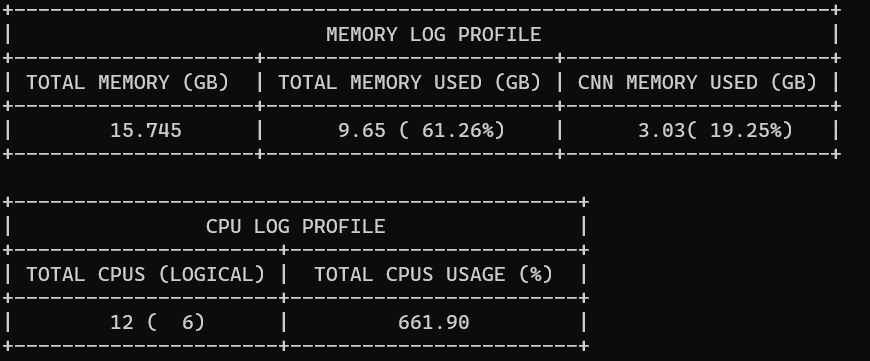 MEMORY LOG PROFILE
TOTAL MEMORY (GB) | TOTAL MEMORY USED (GB) | CNN MEMORY USED (GB)
15.745 | 9.65 ( 61.26%) | 3.03( 19.25%)
CPU LOG PROFILE
TOTAL CPUS (LOGICAL) | TOTAL CPUS USAGE (%)
12 (  6) | 661.90